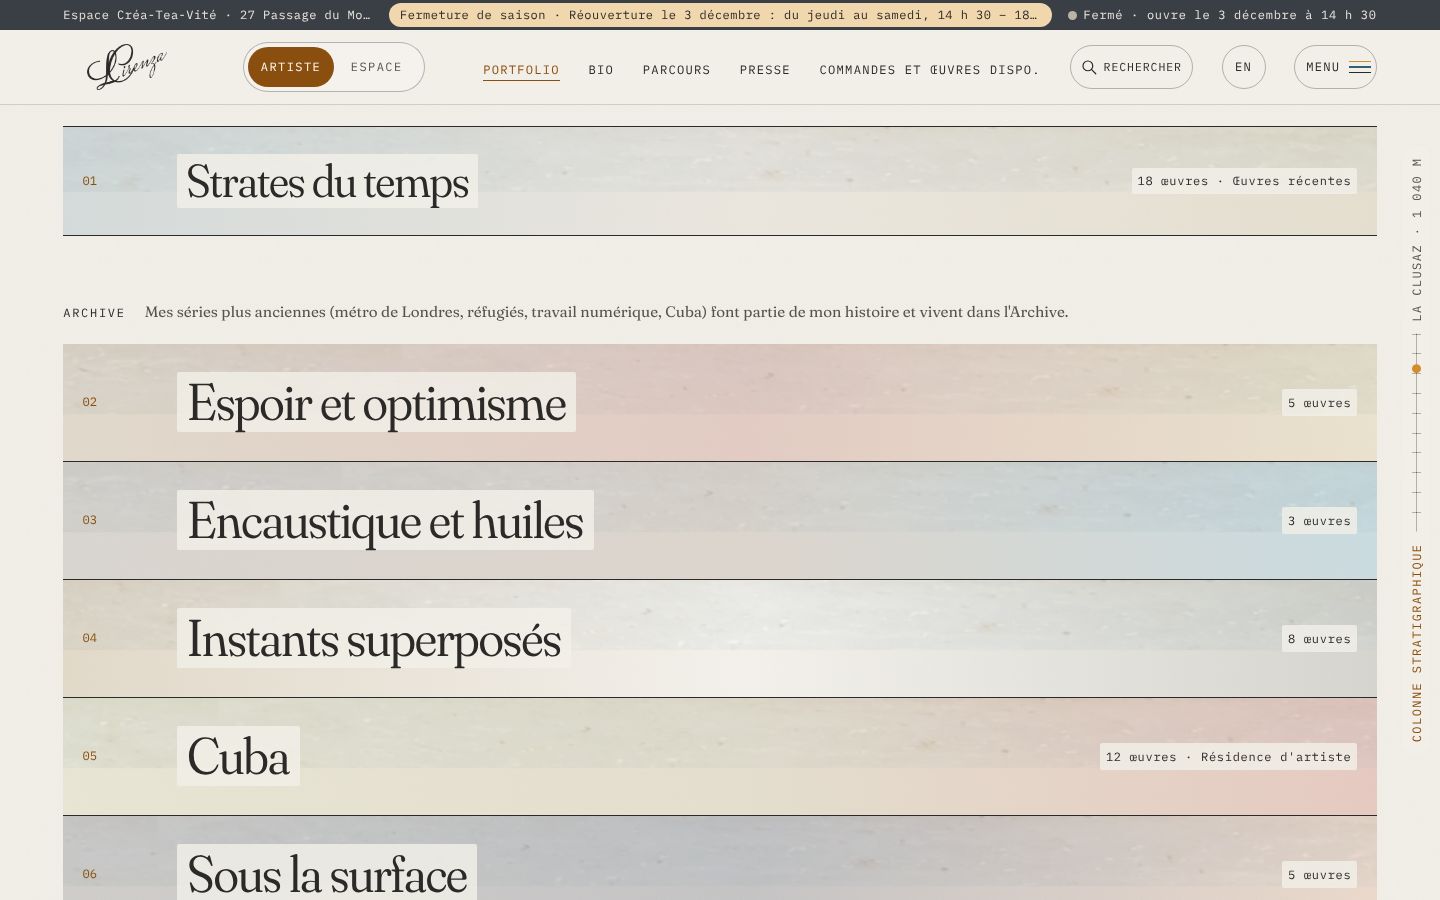 Espace Créa-Tea-Vité · 27 Passage du Mo…
Fermeture de saison · Réouverture le 3 décembre : du jeudi au samedi, 14 h 30 – 18…
Fermé · ouvre le 3 décembre à 14 h 30
Lirenza
ARTISTE
ESPACE
PORTFOLIO
BIO
PARCOURS
PRESSE
COMMANDES ET ŒUVRES DISPO.
RECHERCHER
EN
MENU
01
Strates du temps
18 œuvres · Œuvres récentes
ARCHIVE
Mes séries plus anciennes (métro de Londres, réfugiés, travail numérique, Cuba) font partie de mon histoire et vivent dans l'Archive.
02
Espoir et optimisme
5 œuvres
03
Encaustique et huiles
3 œuvres
04
Instants superposés
8 œuvres
05
Cuba
12 œuvres · Résidence d'artiste
06
Sous la surface
5 œuvres
LA CLUSAZ · 1 040 M
COLONNE STRATIGRAPHIQUE